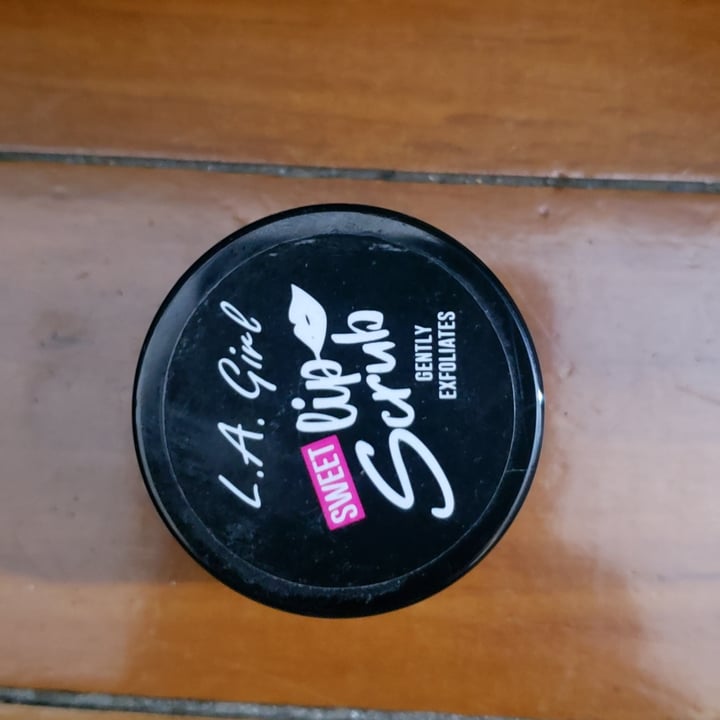 L.A. Girl
SWEET lip
Scrub
GENTLY
EXFOLIATES